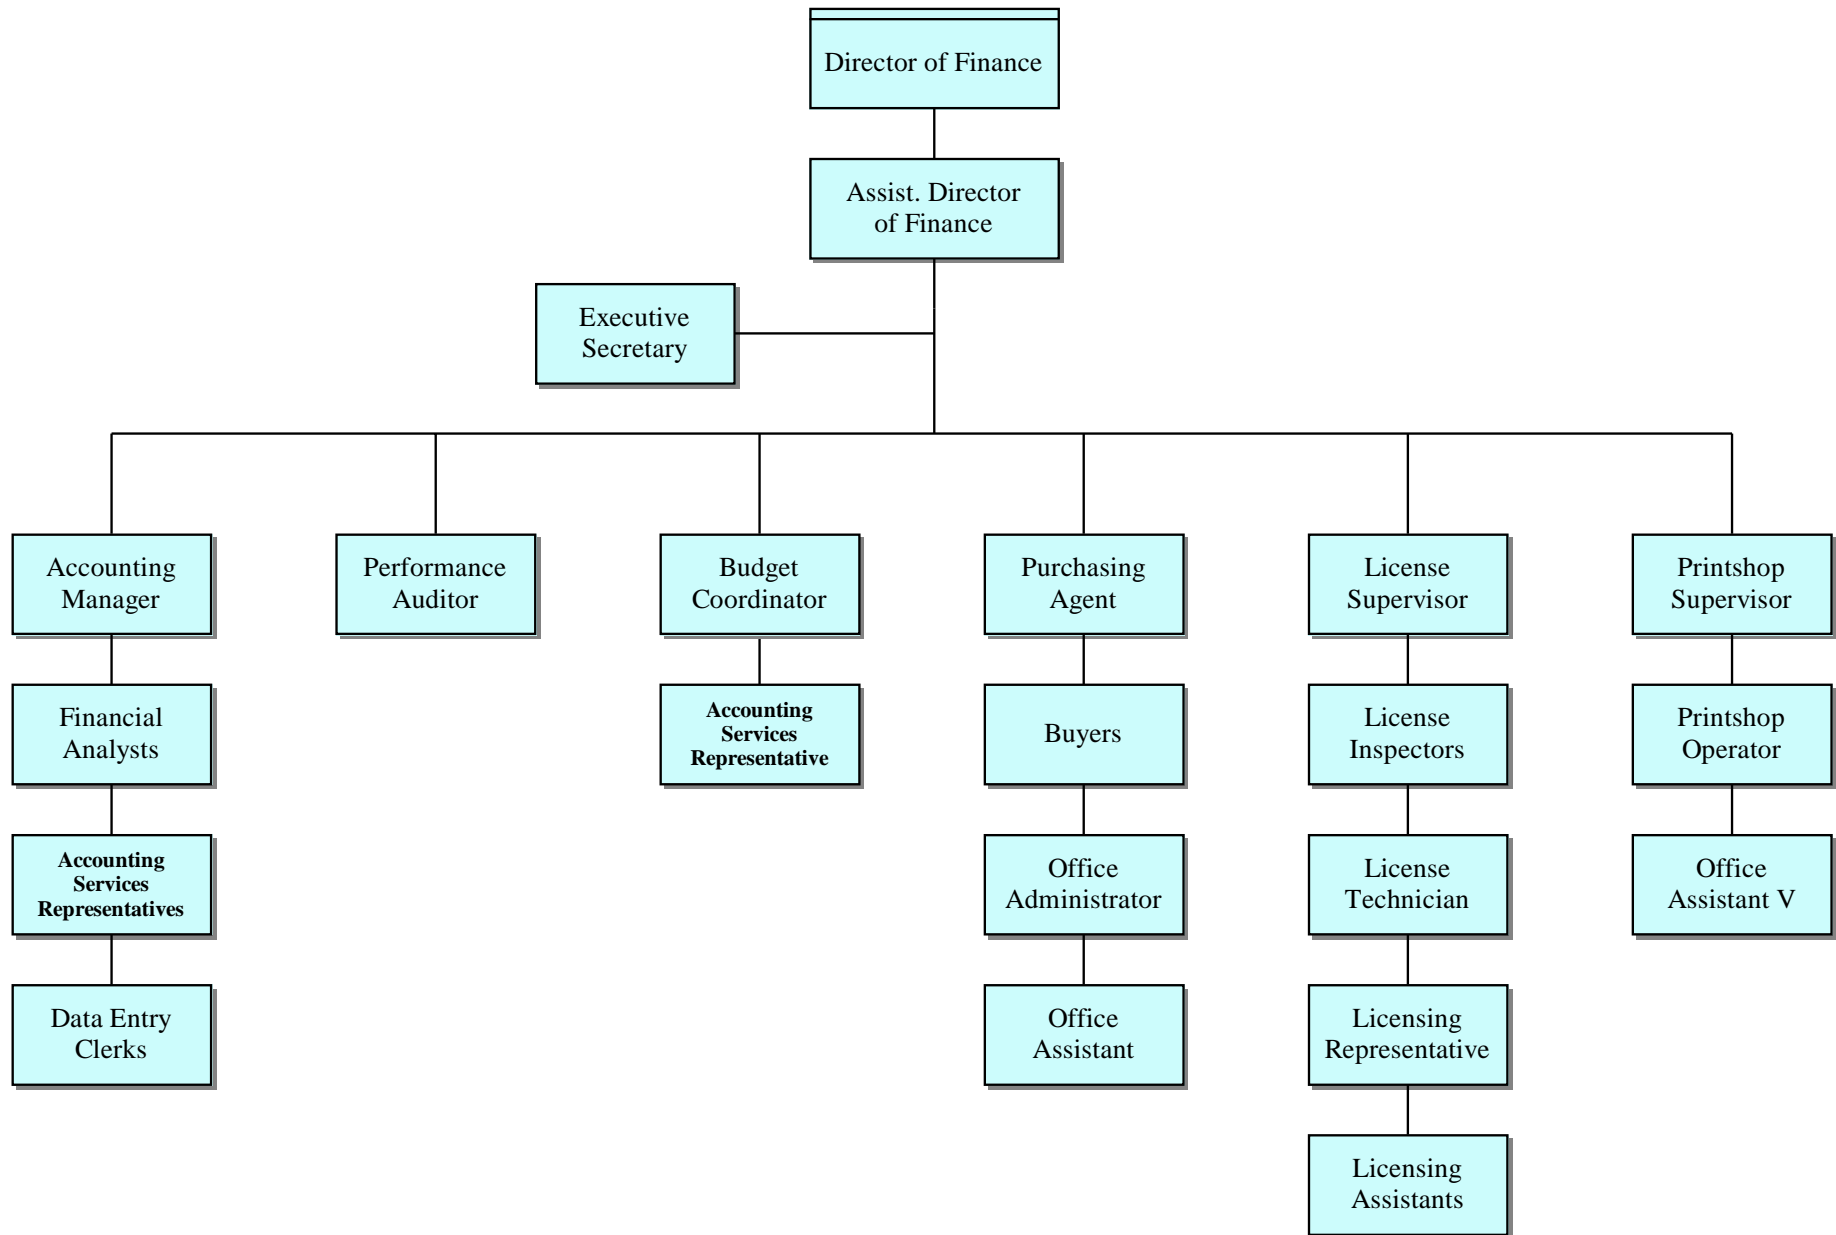 Director of Finance
Assist. Director
of Finance
Executive
Secretary
Accounting
Manager
Performance
Auditor
Budget
Coordinator
Purchasing
Agent
License
Supervisor
Printshop
Supervisor
Financial
Analysts
Accounting
Services
Representative
Buyers
License
Inspectors
Printshop
Operator
Accounting
Services
Representatives
Office
Administrator
License
Technician
Office
Assistant V
Data Entry
Clerks
Office
Assistant
Licensing
Representative
Licensing
Assistants